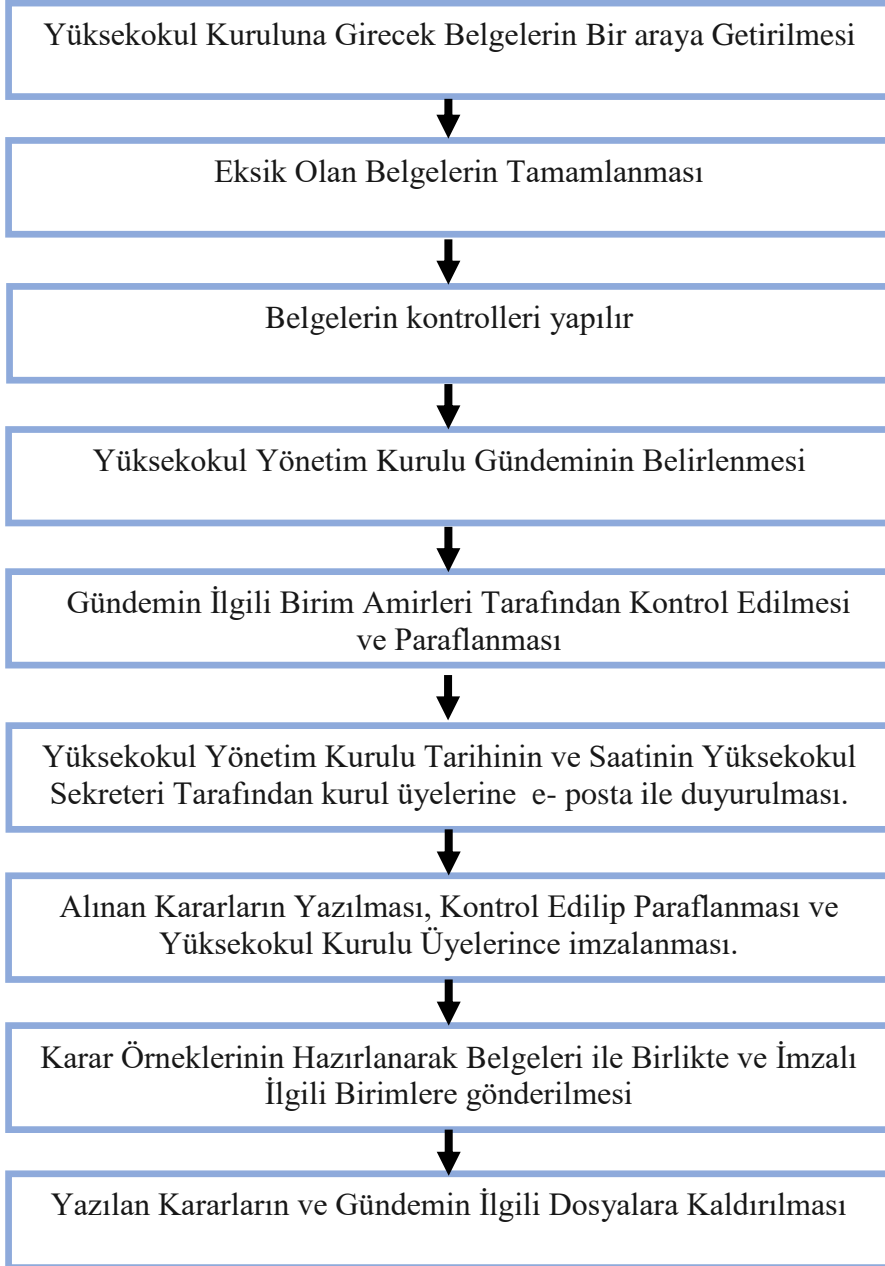 Yüksekokul Kuruluna Girecek Belgelerin Bir araya Getirilmesi
Eksik Olan Belgelerin Tamamlanması
Belgelerin kontrolleri yapılır
Yüksekokul Yönetim Kurulu Gündeminin Belirlenmesi
Gündemin İlgili Birim Amirleri Tarafından Kontrol Edilmesi
ve Paraflanması
Yüksekokul Yönetim Kurulu Tarihinin ve Saatinin Yüksekokul
Sekreteri Tarafından kurul üyelerine e- posta ile duyurulması.
Alınan Kararların Yazılması, Kontrol Edilip Paraflanması ve
Yüksekokul Kurulu Üyelerince imzalanması.
Karar Örneklerinin Hazırlanarak Belgeleri ile Birlikte ve İmzalı
İlgili Birimlere gönderilmesi
Yazılan Kararların ve Gündemin İlgili Dosyalara Kaldırılması